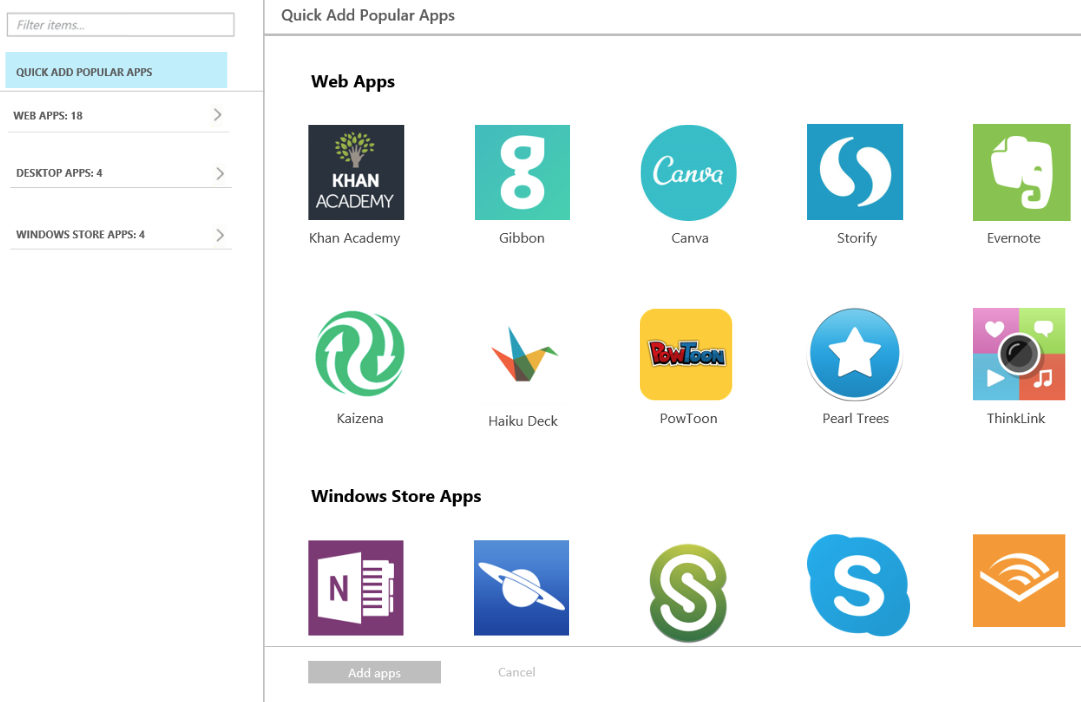 Filter items...
QUICK ADD POPULAR APPS
WEB APPS: 18
DESKTOP APPS: 4
WINDOWS STORE APPS: 4
Quick Add Popular Apps
Web Apps
KHAN
ACADEMY
g
Canva
Khan Academy
Gibbon
Canva
Storify
Evernote
POWTOON
Kaizena
Haiku Deck
PowToon
Pearl Trees
ThinkLink
Windows Store Apps
N
S
S
Add apps
Cancel